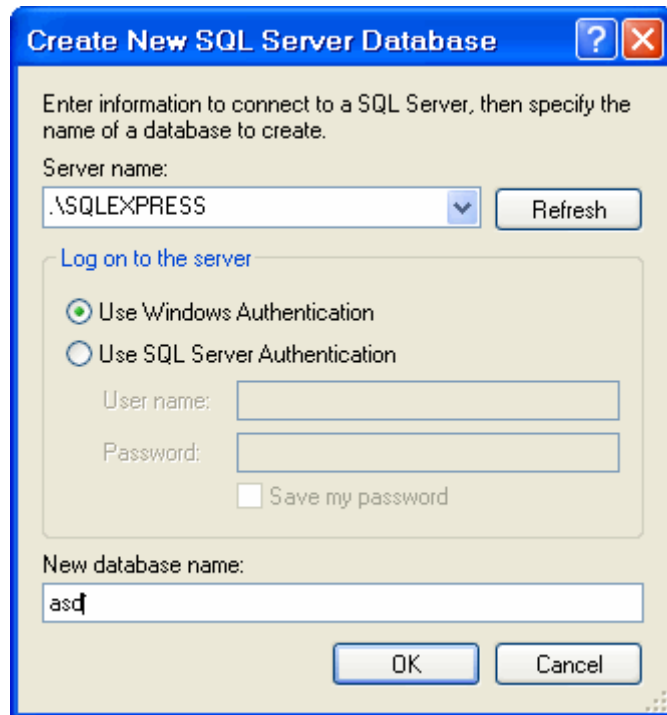 Create New SQL Server Database
Enter information to connect to a SQL Server, then specify the
name of a database to create.
Server name:
.\SQLEXPRESS
Refresh
Log on to the server
Use Windows Authentication
Use SQL Server Authentication
User name:
Password:
Save my password
New database name:
asd
OK
Cancel